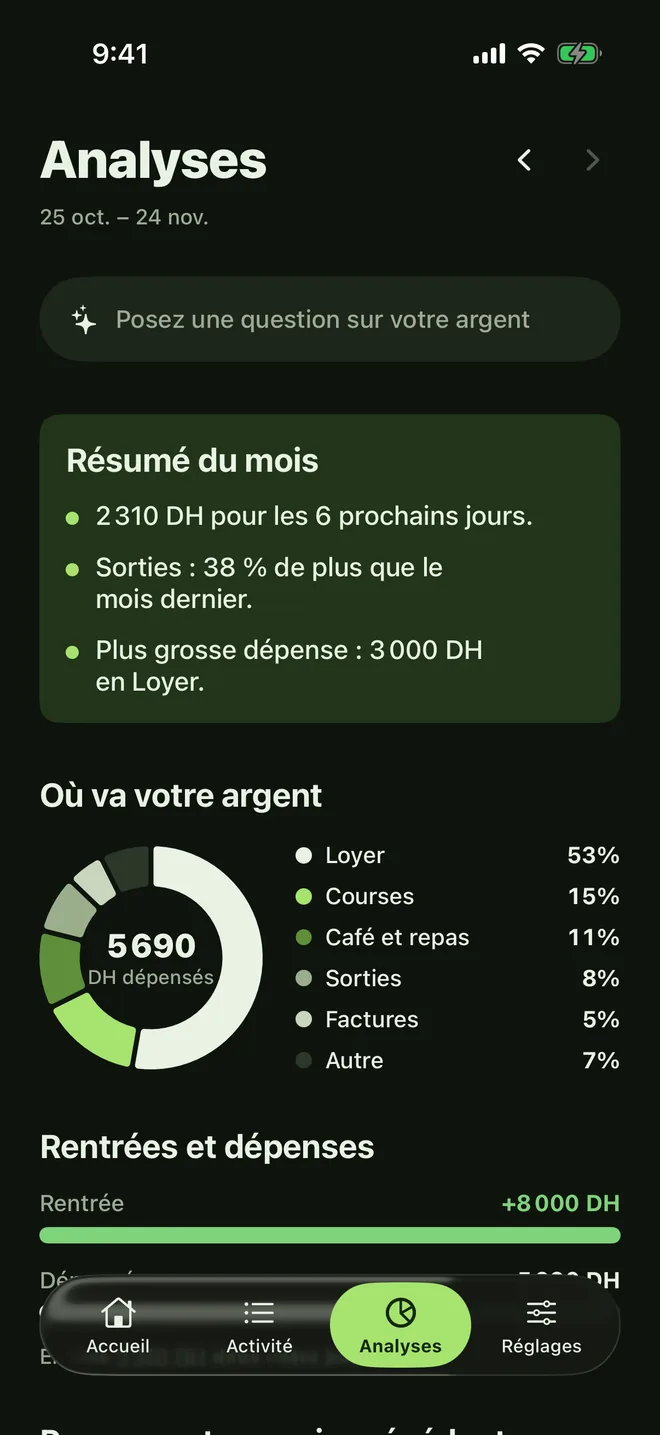 9:41
Analyses
25 oct. – 24 nov.
Posez une question sur votre argent
Résumé du mois
2 310 DH pour les 6 prochains jours.
Sorties : 38 % de plus que le
mois dernier.
Plus grosse dépense : 3 000 DH
en Loyer.
Où va votre argent
5 690
DH dépensés
Loyer 53%
Courses 15%
Café et repas 11%
Sorties 8%
Factures 5%
Autre 7%
Rentrées et dépenses
Rentrée +8 000 DH
DH
Accueil
Activité
Analyses
Réglages